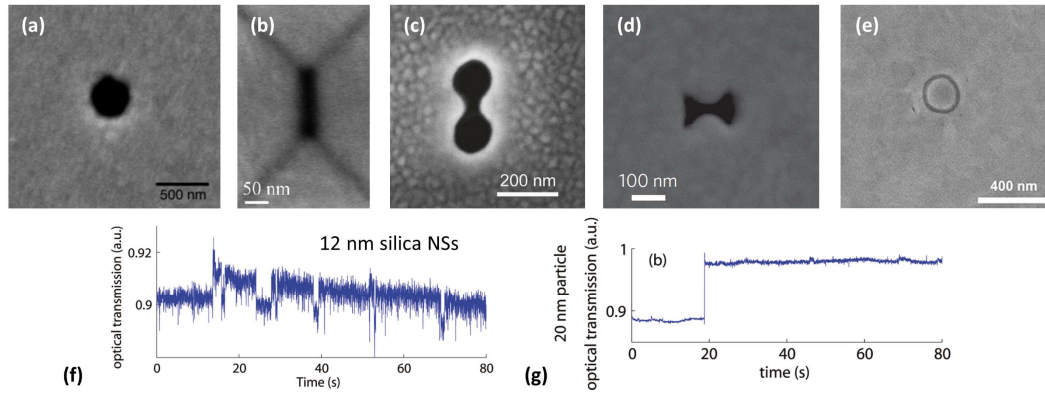 (a)
500 nm
(b)
50 nm
(c)
200 nm
(d)
100 nm
(e)
400 nm
(f)
optical transmission (a.u.)
0.92
0.9
12 nm silica NSs
0 20 40 60 80
Time (s)
(g)
20 nm particle
optical transmission (a.u.)
1
0.9
(b)
0 20 40 60 80
time (s)